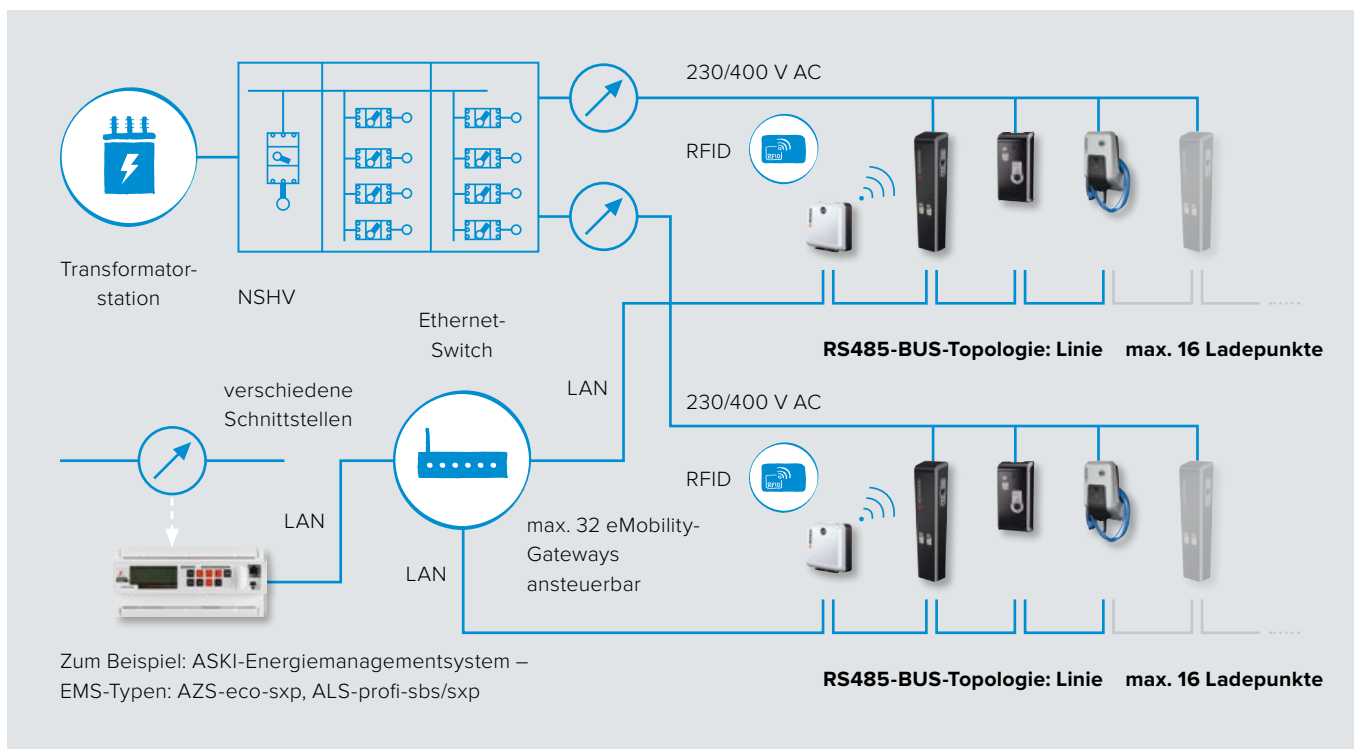 230/400 V AC
RFID
RFID
Transformator-
station
NSHV
Ethernet-
Switch
RS485-BUS-Topologie: Linie max. 16 Ladepunkte
verschiedene
Schnittstellen
LAN
230/400 V AC
RFID
RFID
LAN
max. 32 eMobility-
Gateways
ansteuerbar
LAN
Zum Beispiel: ASKI-Energiemanagementsystem –
EMS-Typen: AZS-eco-sxp, ALS-profi-sbs/sxp
RS485-BUS-Topologie: Linie max. 16 Ladepunkte